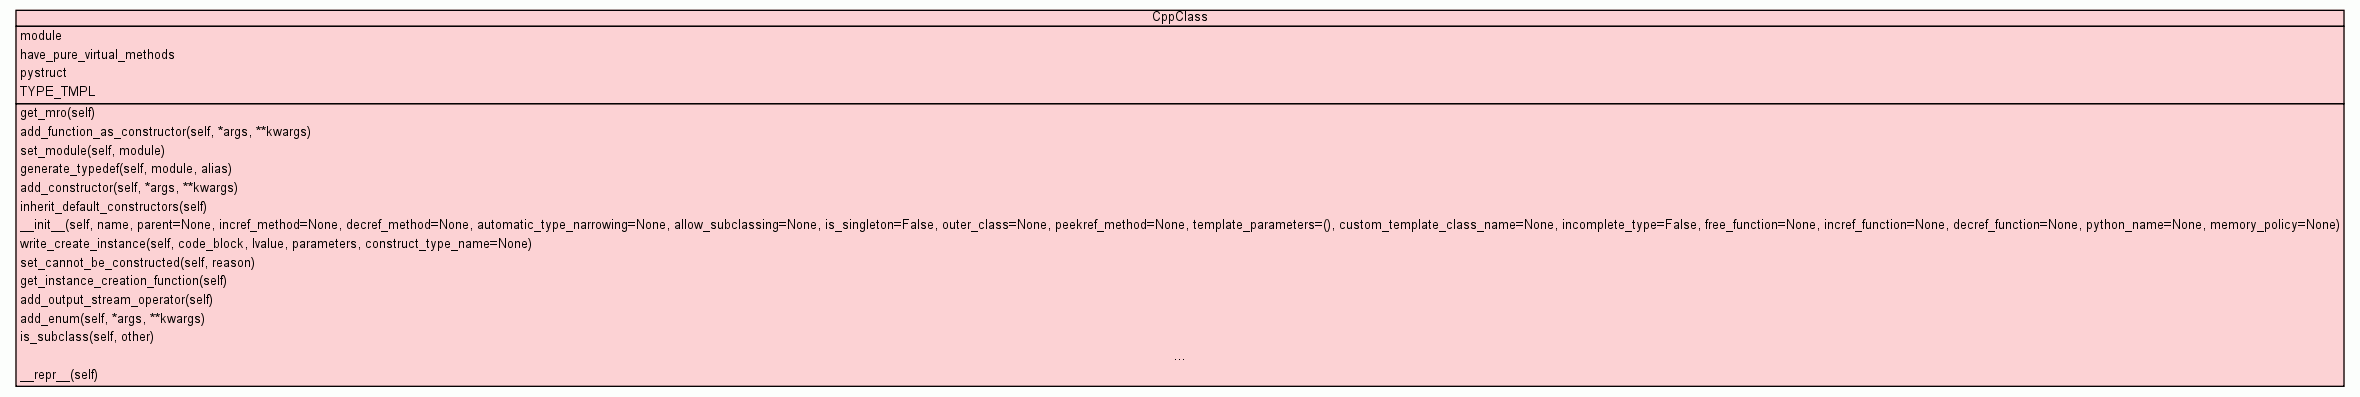 CppClass
module
have_pure_virtual_methods
pystruct
TYPE_TMPL
get_mro(self)
add_function_as_constructor(self, *args, **kwargs)
set_module(self, module)
generate_typedef(self, module, alias)
add_constructor(self, *args, **kwargs)
inherit_default_constructors(self)
__init__(self, name, parent=None, incref_method=None, decref_method=None, automatic_type_narrowing=None, allow_subclassing=None, is_singleton=False, outer_class=None, peekref_method=None, template_parameters=(), custom_template_class_name=None, incomplete_type=False, free_function=None, incref_function=None, decref_function=None, python_name=None, memory_policy=None)
write_create_instance(self, code_block, lvalue, parameters, construct_type_name=None)
set_cannot_be_constructed(self, reason)
get_instance_creation_function(self)
add_output_stream_operator(self)
add_enum(self, *args, **kwargs)
is_subclass(self, other)
...
__repr__(self)